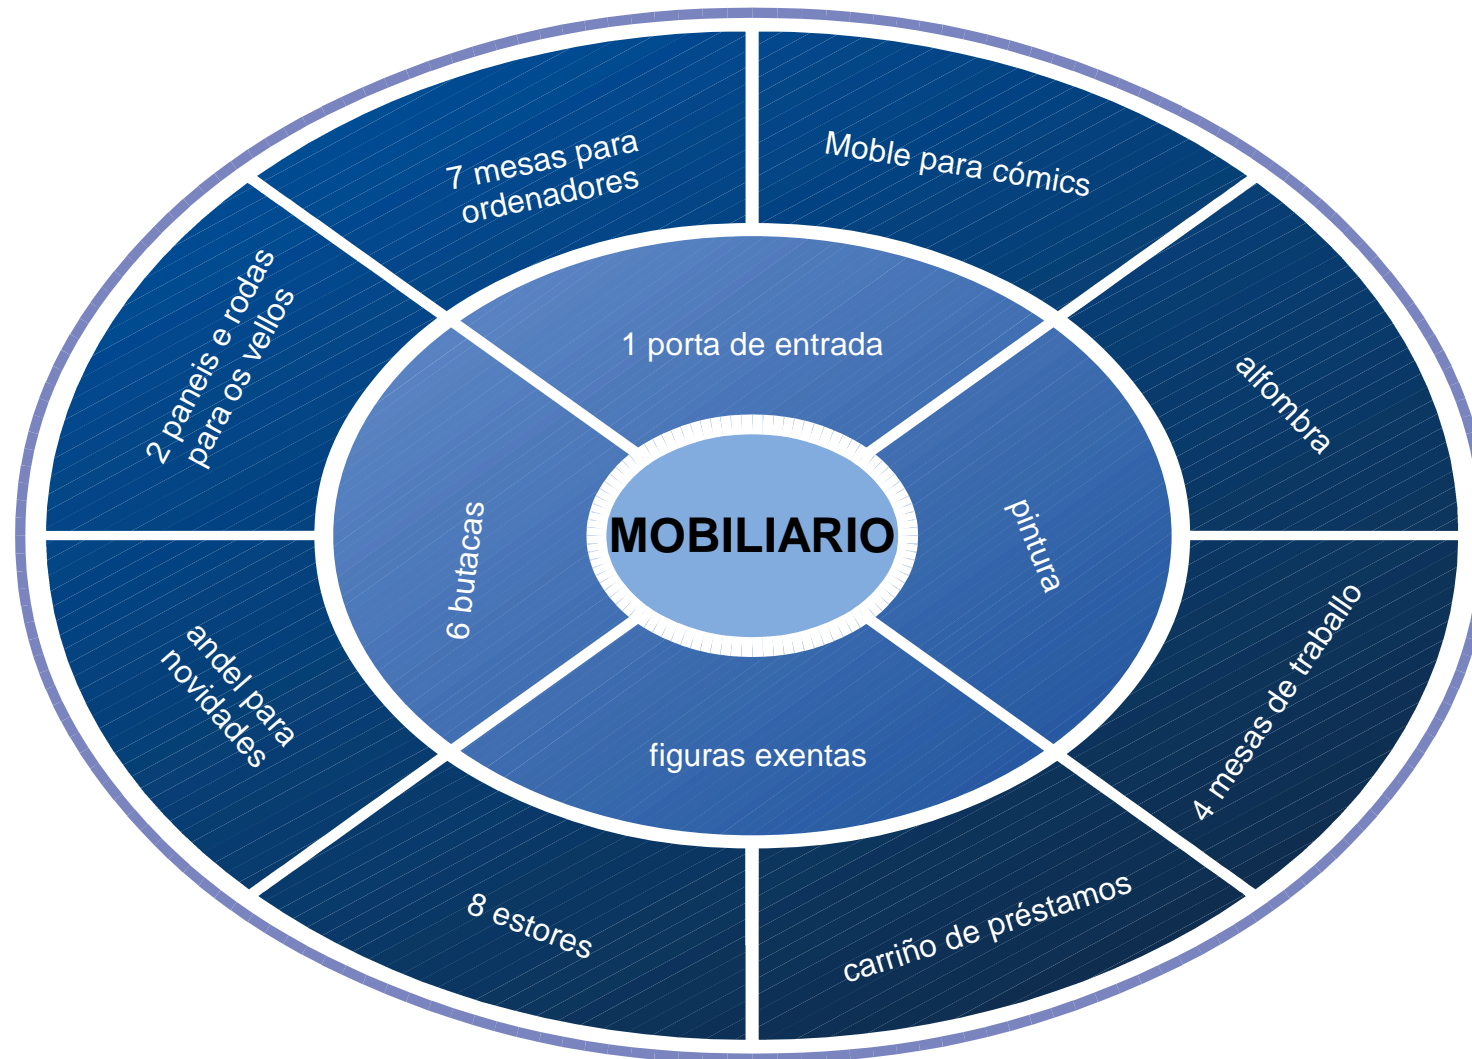 7 mesas para
ordenadores
Moble para cómics
2 paneis e rodas
para os vellos
1 porta de entrada
alfombra
6 butacas
MOBILIARIO
pintura
andel para
novidades
figuras exentas
4 mesas de traballo
8 estores
carriño de préstamos